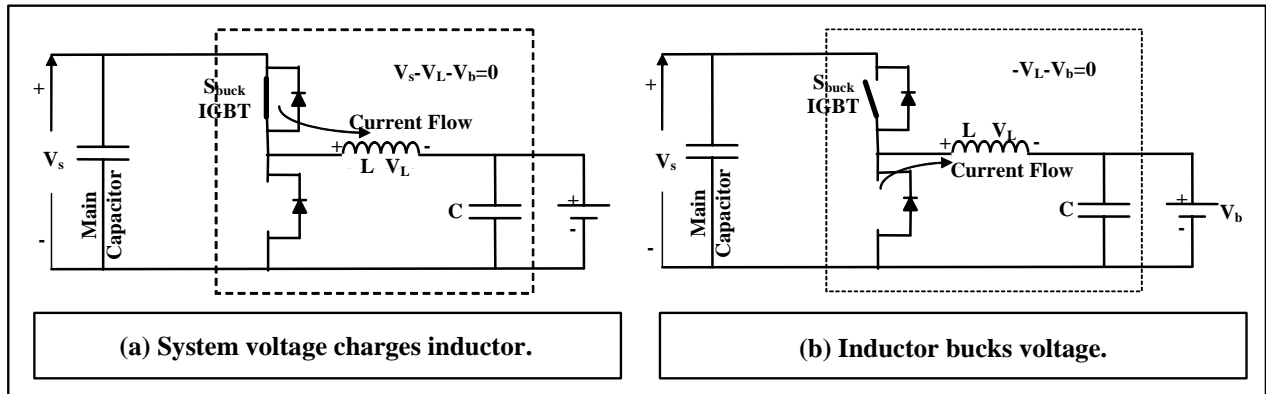 Vs-VL-Vb=0
Sbuck
IGBT
Current Flow
+
Vs
-
Main
Capacitor
+ -
L VL
C
+
-
(a) System voltage charges inductor.
-VL-Vb=0
Sbuck
IGBT
+
Vs
-
Main
Capacitor
L VL
+ -
Current Flow
C
+
-
Vb
(b) Inductor bucks voltage.